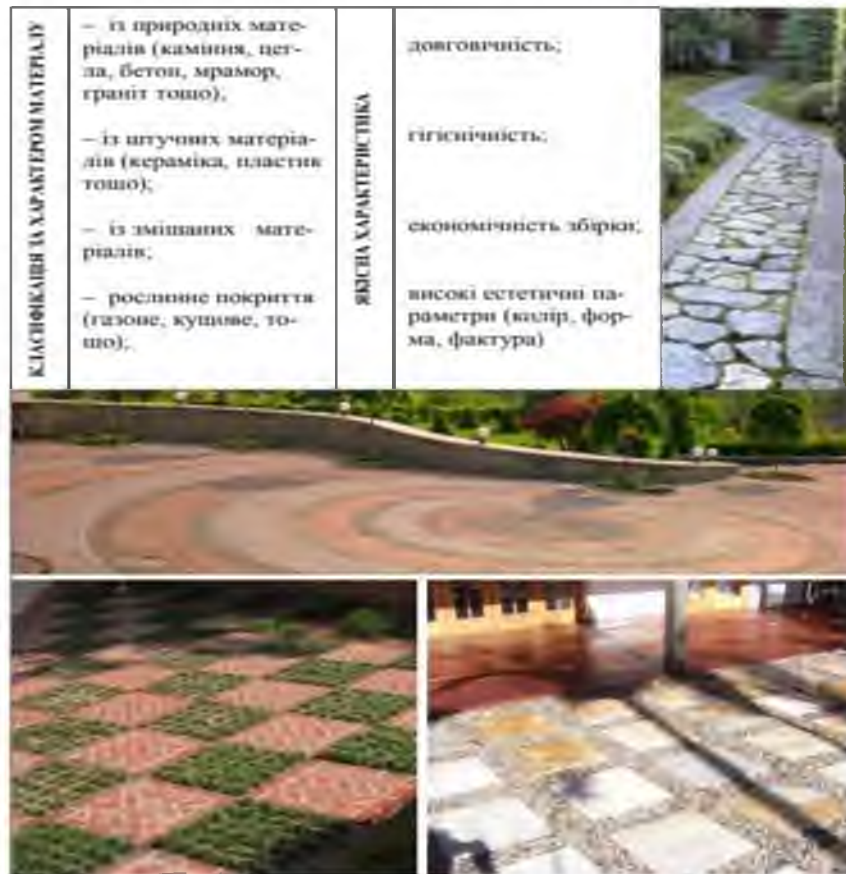 КЛАСИФІКАЦІЯ ЗА ХАРАКТЕРОМ МАТЕРІАЛУ
– із природніх мате-
ріалів (каміння, цег-
ла, бетон, мрамор,
граніт тощо);
– із штучних матеріа-
лів (кераміка, пластик
тощо);
– із змішаних мате-
ріалів;
– рослинне покриття
(газоне, кущове, то-
що);
ЯКІСНА ХАРАКТЕРИСТИКА
довговічність;
гігієнічність;
економічність збірки;
високі естетичні па-
раметри (колір, фор-
ма, фактура)